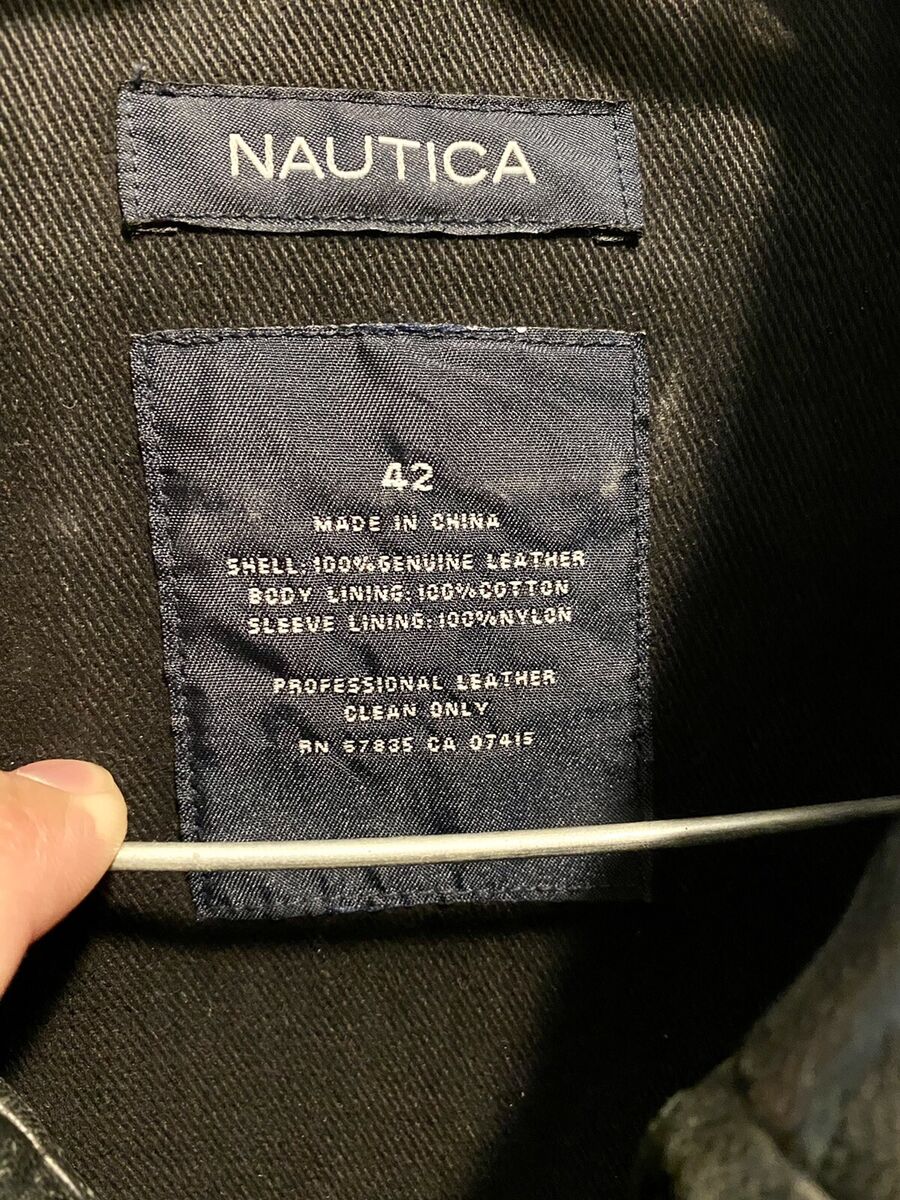 NAUTICA
42
MADE IN CHINA
SHELL: 100% GENUINE LEATHER
BODY LINING: 100% COTTON
SLEEVE LINING: 100% NYLON
PROFESSIONAL LEATHER
CLEAN ONLY
RN 67835 CA 07415